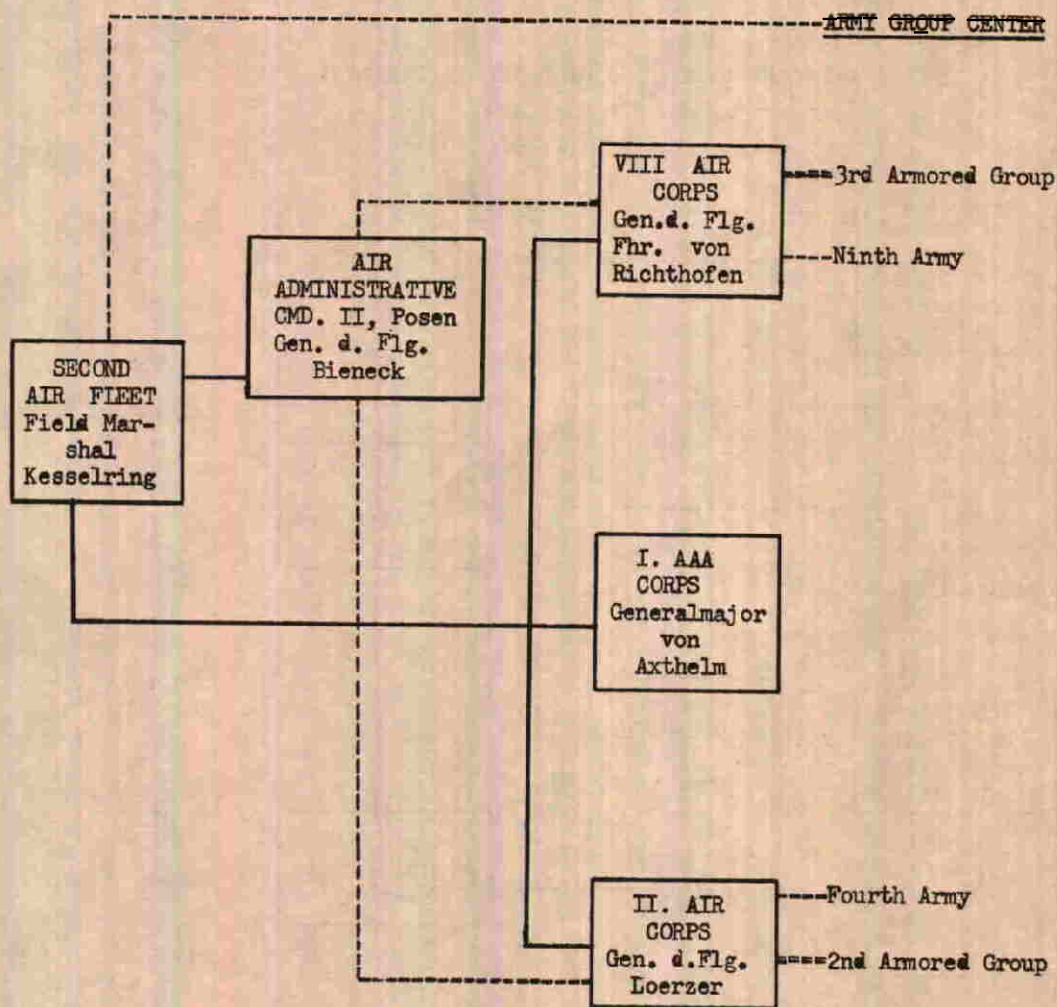 ARMY GROUP CENTER
VIII AIR
CORPS
Gen.d. Flg.
Fhr. von
Richthofen
3rd Armored Group
Ninth Army
AIR
ADMINISTRATIVE
CMD. II, Posen
Gen. d. Flg.
Bieneck
SECOND
AIR FLEET
Field Mar-
shal
Kesselring
I. AAA
CORPS
Generalmajor
von
Axthelm
II. AIR
CORPS
Gen. d.Flg.
Loerzer
Fourth Army
2nd Armored Group